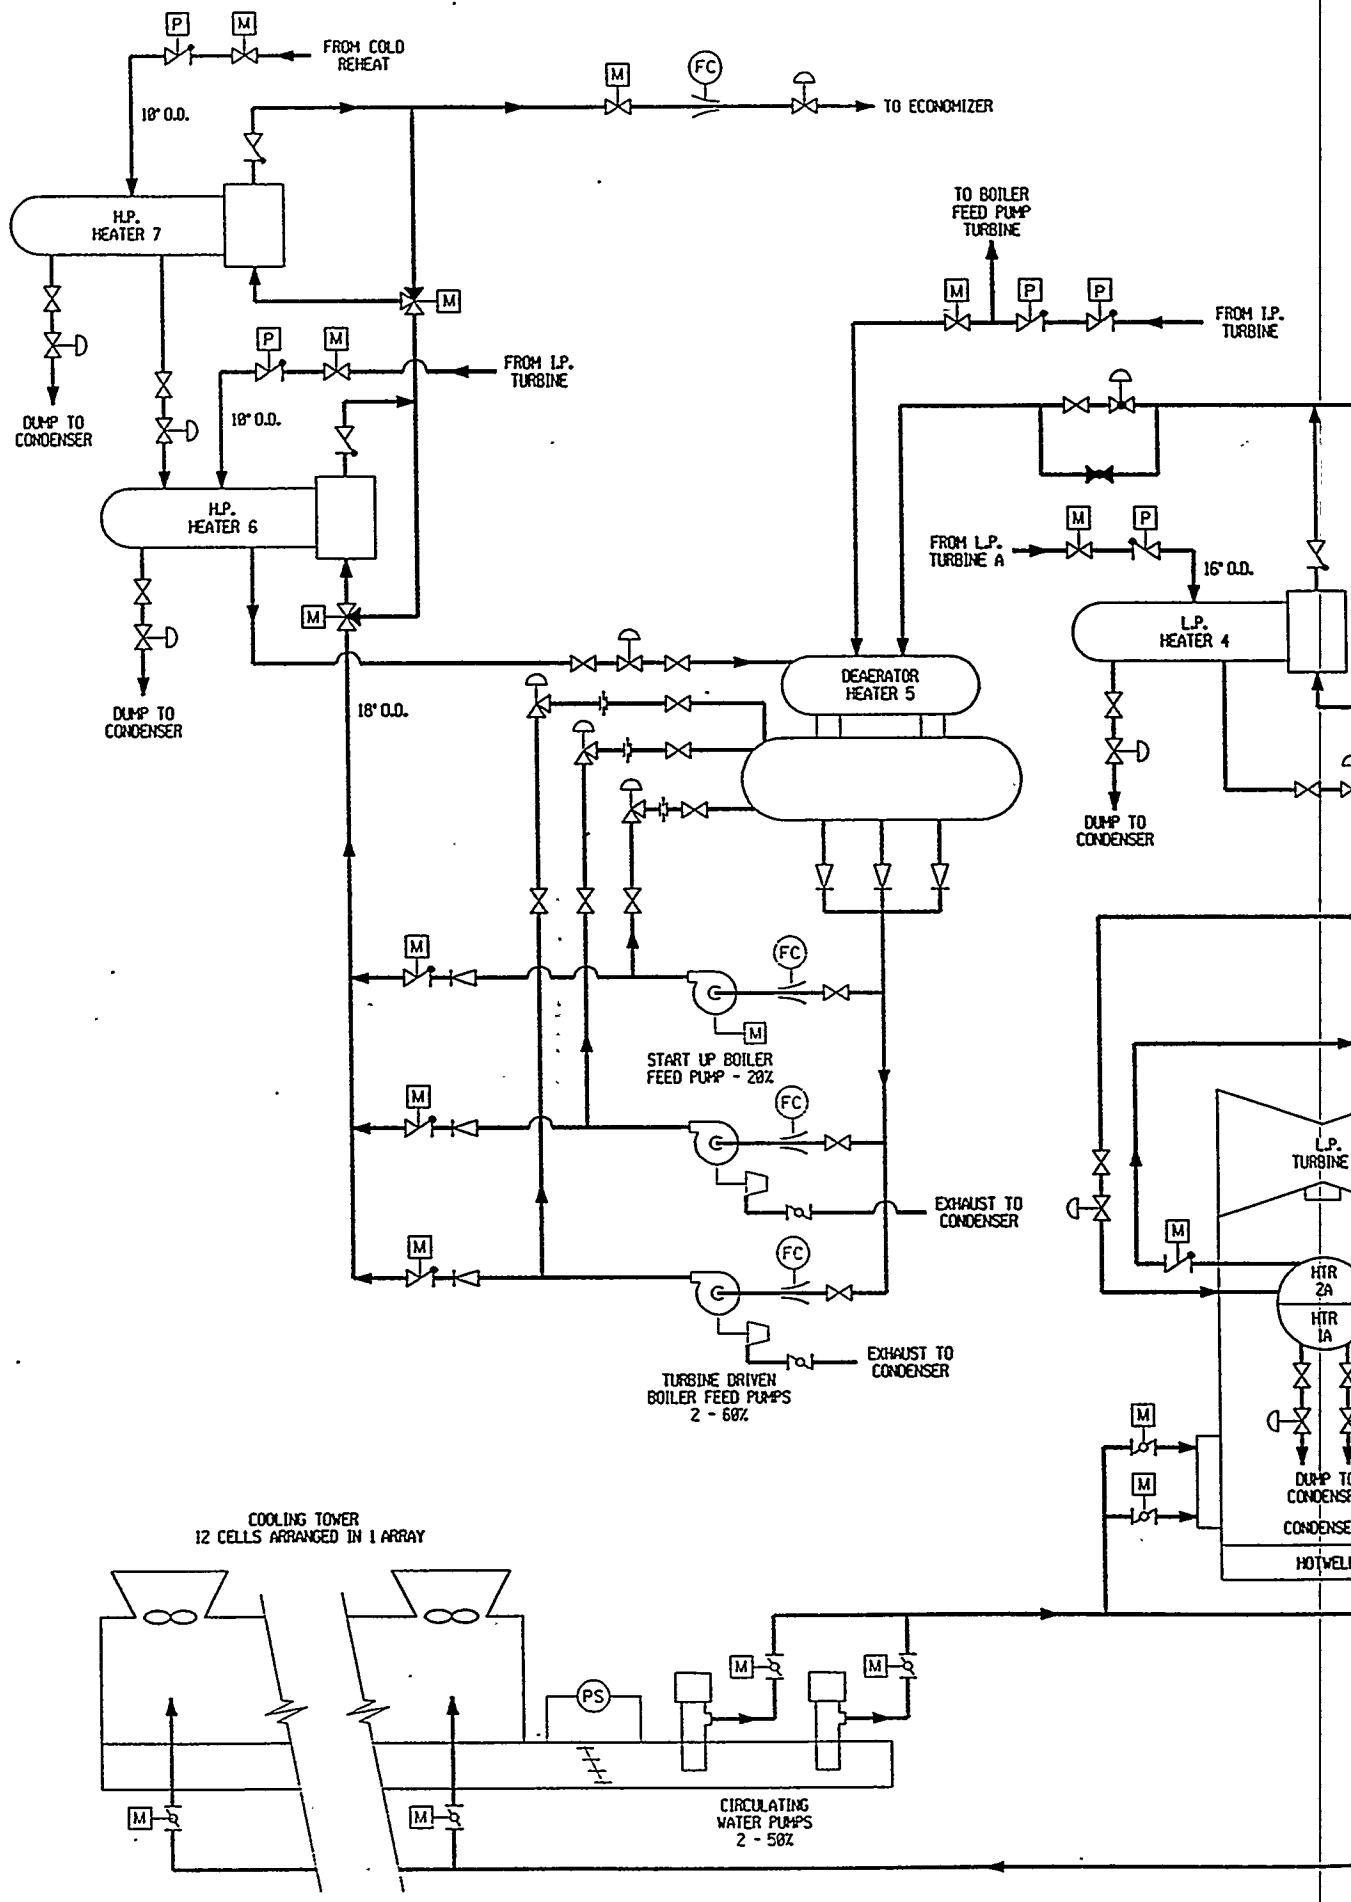 P
M
FROM COLD
REHEAT
M
FC
TO ECONOMIZER
10" O.D.
H.P.
HEATER 7
M
TO BOILER
FEED PUMP
TURBINE
M
P
P
FROM I.P.
TURBINE
P
M
FROM I.P.
TURBINE
DUMP TO
CONDENSER
10" O.D.
H.P.
HEATER 6
M
P
FROM L.P.
TURBINE A
16" O.D.
L.P.
HEATER 4
M
DEAERATOR
HEATER 5
DUMP TO
CONDENSER
18" O.D.
DUMP TO
CONDENSER
M
FC
M
START UP BOILER
FEED PUMP - 20%
M
FC
L.P.
TURBINE
EXHAUST TO
CONDENSER
M
FC
M
HTR
2A
HTR
1A
EXHAUST TO
CONDENSER
TURBINE DRIVEN
BOILER FEED PUMPS
2 - 60%
M
M
DUMP TO
CONDENSE
CONDENSE
HOTWELL
COOLING TOWER
12 CELLS ARRANGED IN 1 ARRAY
M
M
PS
M
M
CIRCULATING
WATER PUMPS
2 - 50%